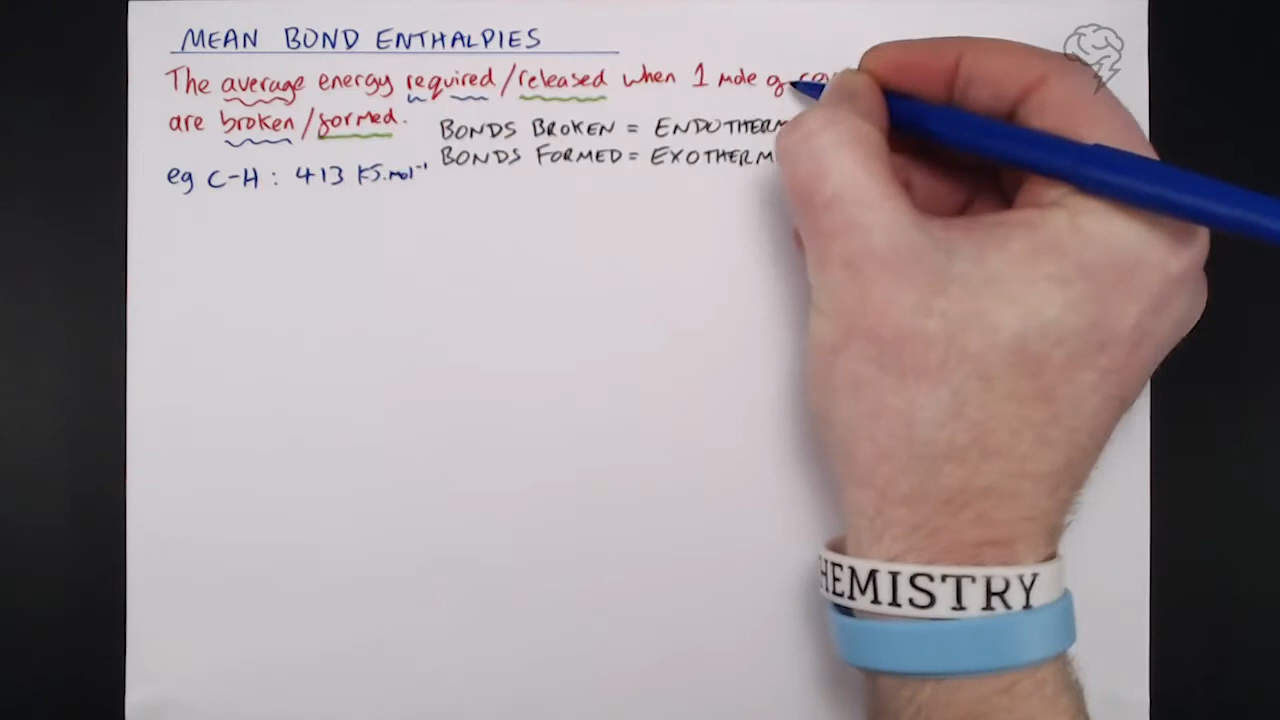 MEAN BOND ENTHALPIES
The average energy required/released when 1 mole of
are broken/formed.
BONDS BROKEN = ENDOTHERM
BONDS FORMED = EXOTHERM
eg C-H : 413 kJ.mol⁻¹
HEMISTRY